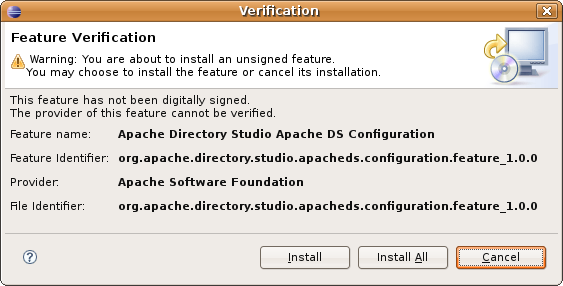 Verification
Feature Verification
Warning: You are about to install an unsigned feature.
You may choose to install the feature or cancel its installation.
This feature has not been digitally signed.
The provider of this feature cannot be verified.
Feature name: Apache Directory Studio Apache DS Configuration
Feature Identifier: org.apache.directory.studio.apacheds.configuration.feature_1.0.0
Provider: Apache Software Foundation
File Identifier: org.apache.directory.studio.apacheds.configuration.feature_1.0.0
? Install Install All Cancel